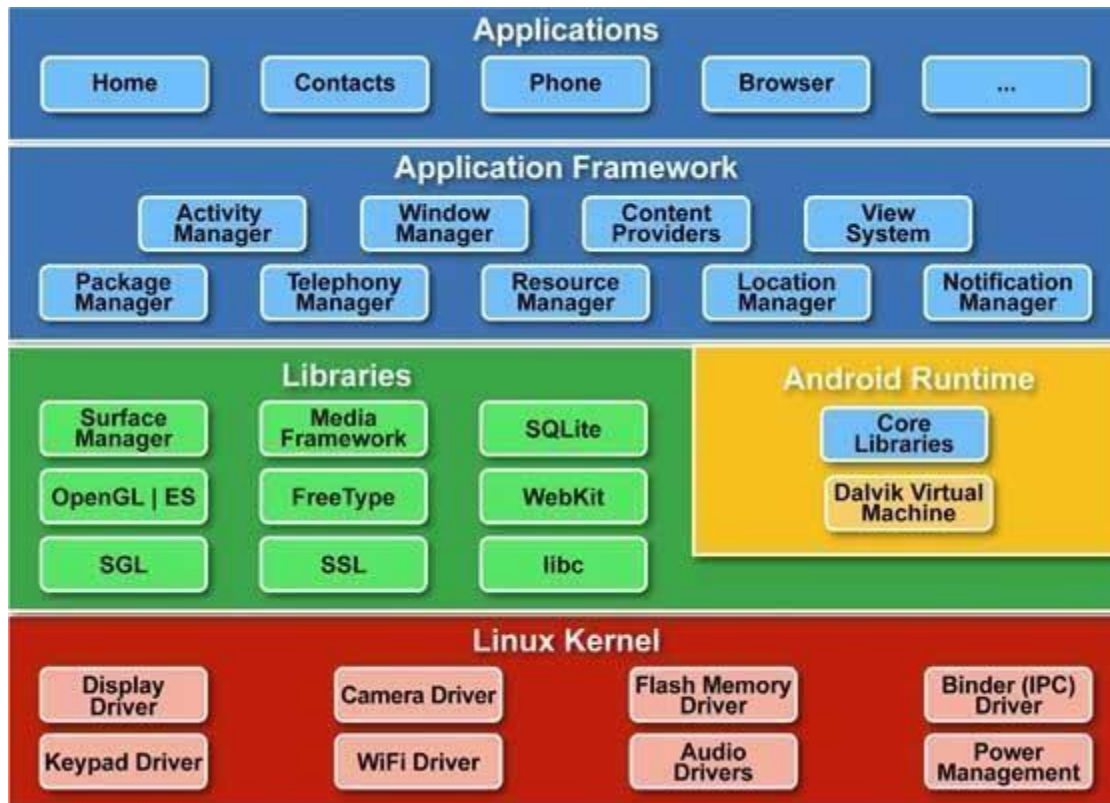 Applications
Home
Contacts
Phone
Browser
...
Application Framework
Activity
Manager
Window
Manager
Content
Providers
View
System
Package
Manager
Telephony
Manager
Resource
Manager
Location
Manager
Notification
Manager
Libraries
Surface
Manager
Media
Framework
SQLite
OpenGL | ES
FreeType
WebKit
SGL
SSL
libc
Android Runtime
Core
Libraries
Dalvik Virtual
Machine
Linux Kernel
Display
Driver
Camera Driver
Flash Memory
Driver
Binder (IPC)
Driver
Keypad Driver
WiFi Driver
Audio
Drivers
Power
Management